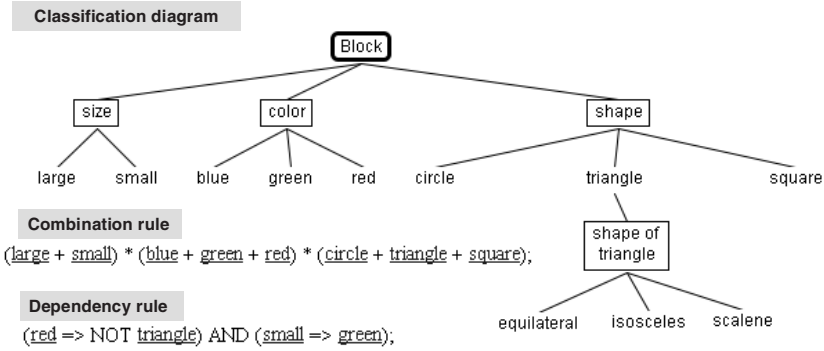 Classification diagram
Block
size color shape
large small blue green red circle triangle square
Combination rule
(large + small) * (blue + green + red) * (circle + triangle + square);
shape of
triangle
Dependency rule
(red => NOT triangle) AND (small => green);
equilateral isosceles scalene